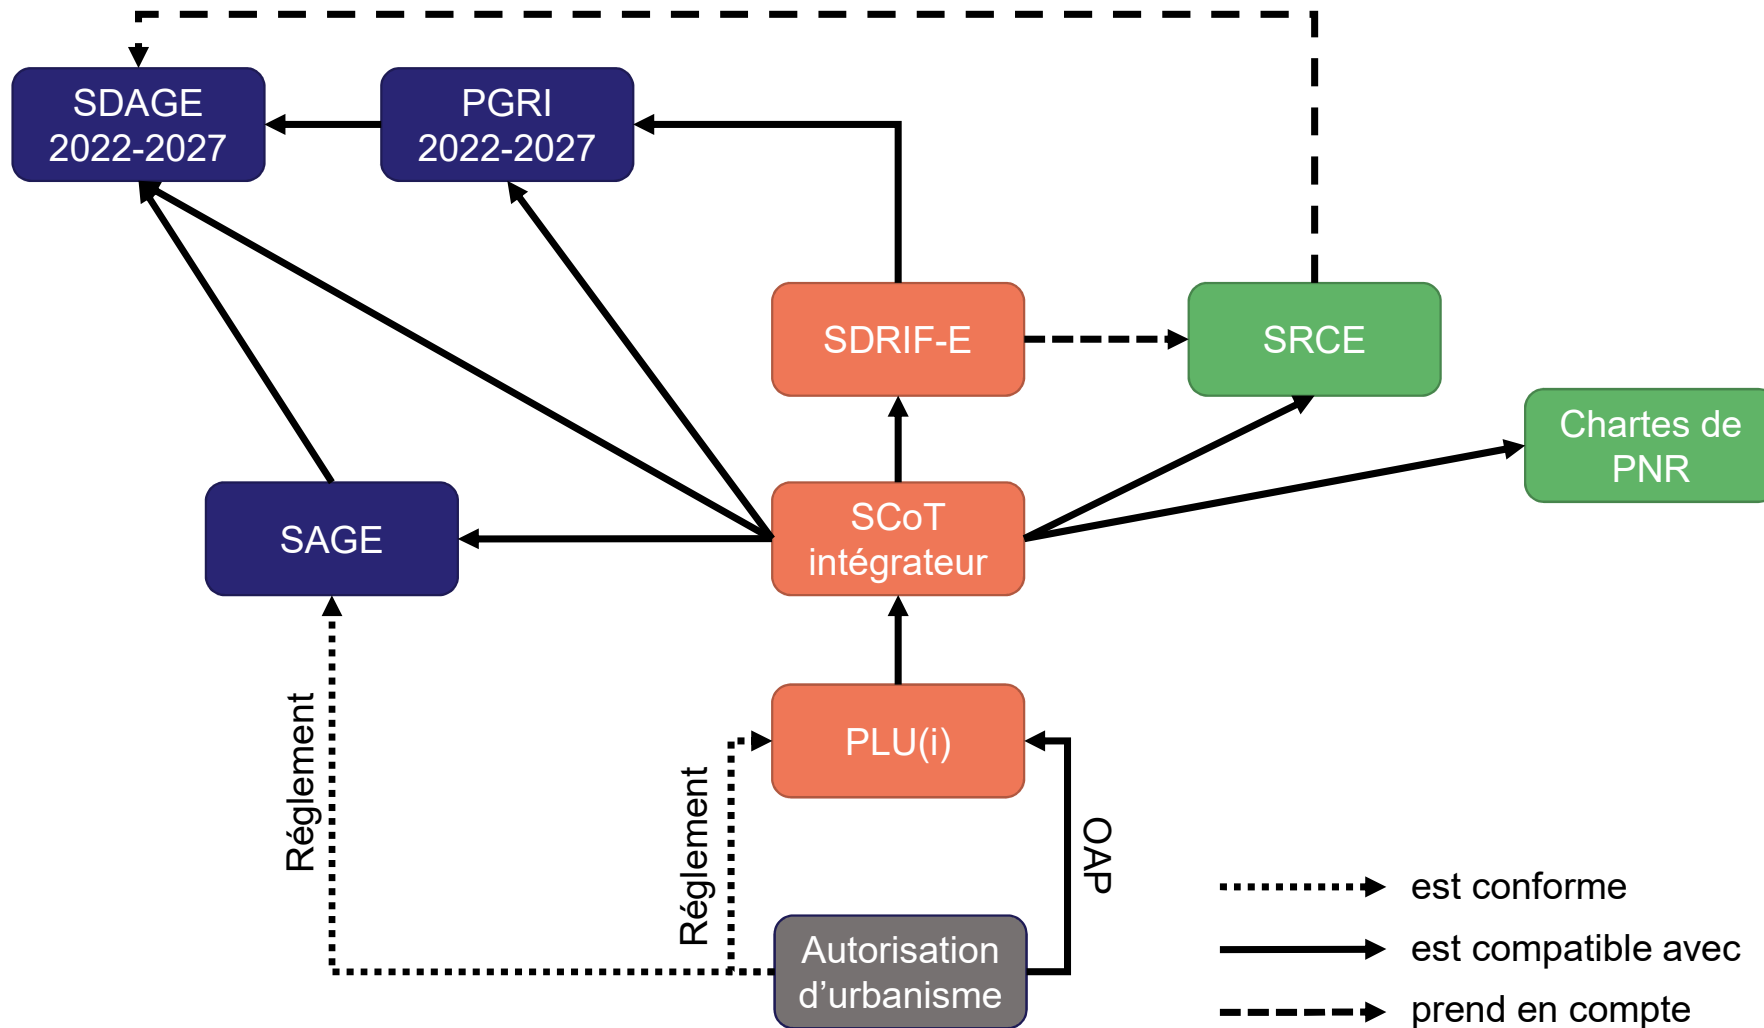 SDAGE
2022-2027
PGRI
2022-2027
SDRIF-E
SRCE
Chartes de
PNR
SAGE
SCoT
intégrateur
PLU(i)
Réglement
Réglement
OAP
Autorisation
d’urbanisme
est conforme
est compatible avec
prend en compte